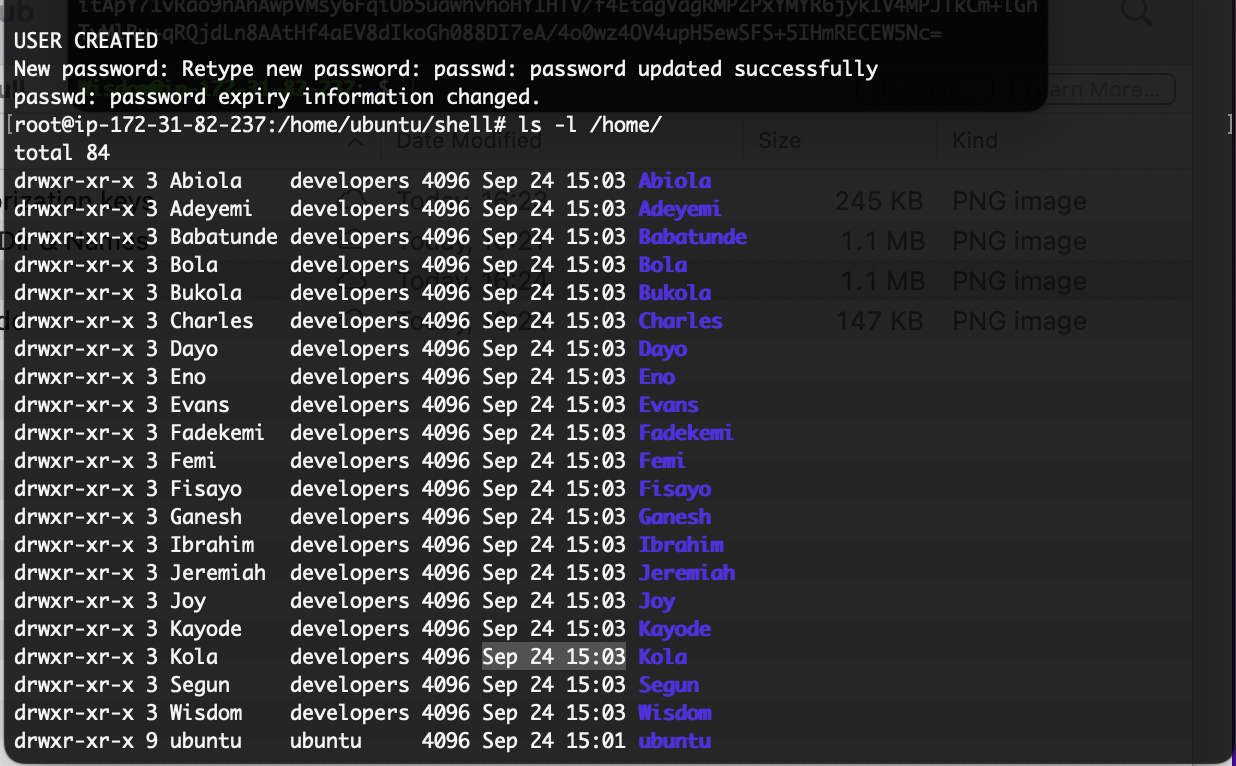 USER CREATED
New password: Retype new password: passwd: password updated successfully
passwd: password expiry information changed.
[root@ip-172-31-82-237:/home/ubuntu/shell# ls -l /home/ ]
total 84
drwxr-xr-x 3 Abiola    developers 4096 Sep 24 15:03 Abiola
drwxr-xr-x 3 Adeyemi   developers 4096 Sep 24 15:03 Adeyemi
drwxr-xr-x 3 Babatunde developers 4096 Sep 24 15:03 Babatunde
drwxr-xr-x 3 Bola      developers 4096 Sep 24 15:03 Bola
drwxr-xr-x 3 Bukola    developers 4096 Sep 24 15:03 Bukola
drwxr-xr-x 3 Charles   developers 4096 Sep 24 15:03 Charles
drwxr-xr-x 3 Dayo      developers 4096 Sep 24 15:03 Dayo
drwxr-xr-x 3 Eno       developers 4096 Sep 24 15:03 Eno
drwxr-xr-x 3 Evans     developers 4096 Sep 24 15:03 Evans
drwxr-xr-x 3 Fadekemi  developers 4096 Sep 24 15:03 Fadekemi
drwxr-xr-x 3 Femi      developers 4096 Sep 24 15:03 Femi
drwxr-xr-x 3 Fisayo    developers 4096 Sep 24 15:03 Fisayo
drwxr-xr-x 3 Ganesh    developers 4096 Sep 24 15:03 Ganesh
drwxr-xr-x 3 Ibrahim   developers 4096 Sep 24 15:03 Ibrahim
drwxr-xr-x 3 Jeremiah  developers 4096 Sep 24 15:03 Jeremiah
drwxr-xr-x 3 Joy       developers 4096 Sep 24 15:03 Joy
drwxr-xr-x 3 Kayode    developers 4096 Sep 24 15:03 Kayode
drwxr-xr-x 3 Kola      developers 4096 Sep 24 15:03 Kola
drwxr-xr-x 3 Segun     developers 4096 Sep 24 15:03 Segun
drwxr-xr-x 3 Wisdom    developers 4096 Sep 24 15:03 Wisdom
drwxr-xr-x 9 ubuntu    ubuntu     4096 Sep 24 15:01 ubuntu
Learn More...
Date Modified Size Kind
245 KB PNG image
1.1 MB PNG image
1.1 MB PNG image
147 KB PNG image